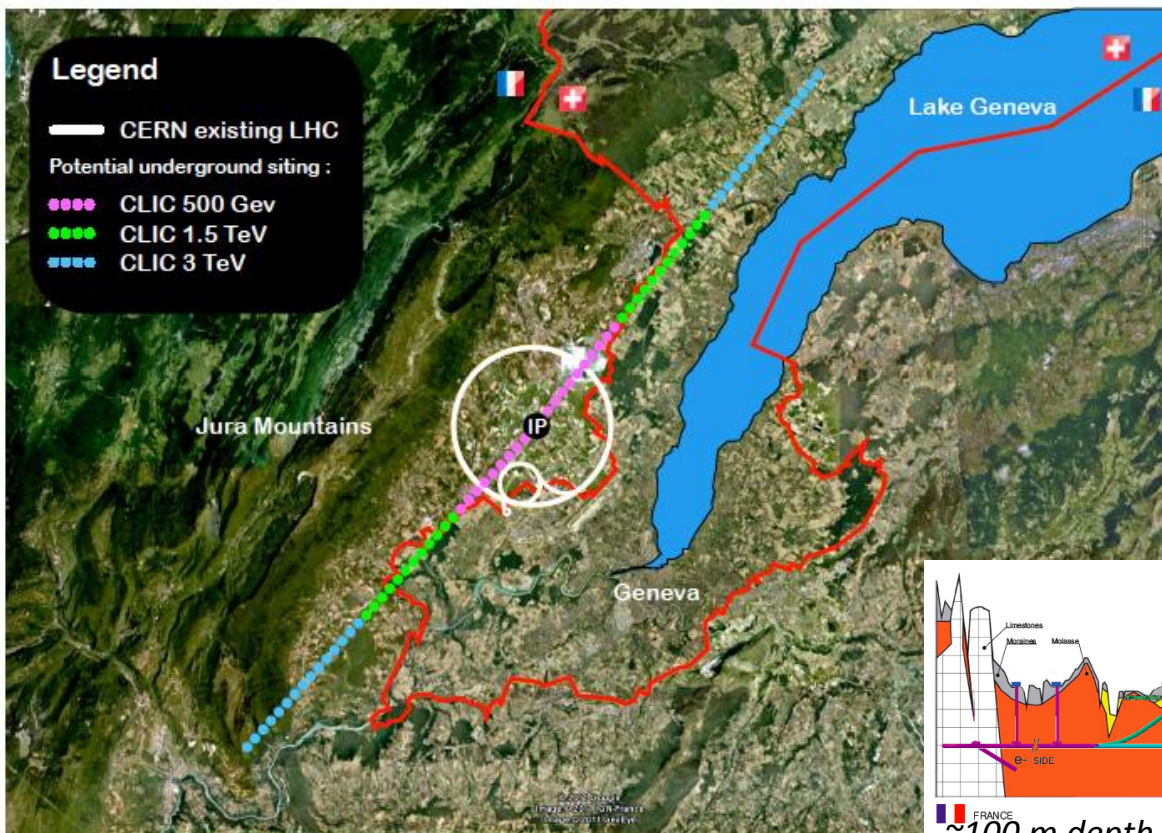 Legend
CERN existing LHC
Potential underground siting :
CLIC 500 Gev
CLIC 1.5 TeV
CLIC 3 TeV
Lake Geneva
Jura Mountains
IP
Geneva
Limestones
Moraines
Molasse
e- SIDE
FRANCE
~100 m depth